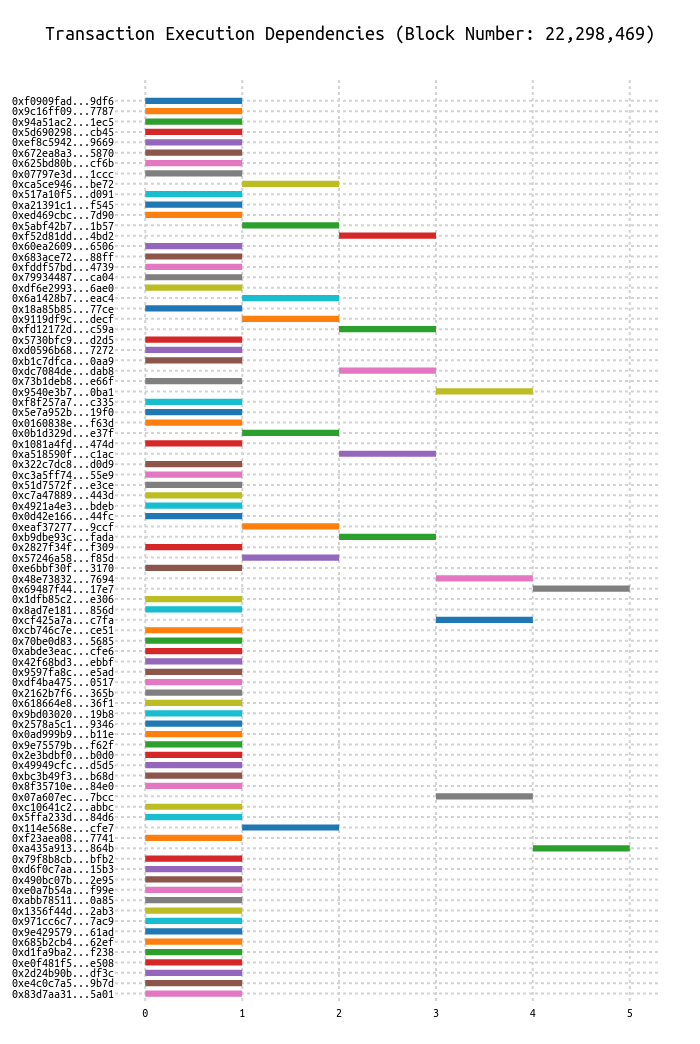 Transaction Execution Dependencies (Block Number: 22,298,469)
0xf0909fad...9df6
0x9c16ff09...7787
0x94a51ac2...1ec5
0x5d690298...cb45
0xef8c5942...9669
0x672ea8a3...5870
0x625bd80b...cf6b
0x07797e3d...1ccc
0xca5ce946...be72
0x517a10f5...d091
0xa21391c1...f545
0xed469cbc...7d90
0x5abf42b7...1b57
0xf52d81dd...4bd2
0x60ea2609...6506
0x683ace72...88ff
0xfddf57bd...4739
0x79934487...ca04
0xdf6e2993...6ae0
0x6a1428b7...eac4
0x18a85b85...77ce
0x9119df9c...decf
0xfd12172d...c59a
0x5730bfc9...d2d5
0xd0596b68...7272
0xb1c7dfca...0aa9
0xdc7084de...dab8
0x73b1deb8...e66f
0x9540e3b7...0ba1
0xf8f257a7...c335
0x5e7a952b...19f0
0x0160838e...f63d
0x0b1d329d...e37f
0x1081a4fd...474d
0xa518590f...c1ac
0x322c7dc8...d0d9
0xc3a5ff74...55e9
0x51d7572f...e3ce
0xc7a47889...443d
0x4921a4e3...bdeb
0x0d42e166...44fc
0xeaf37277...9ccf
0xb9dbe93c...fada
0x2827f34f...f309
0x57246a58...f85d
0xe6bbf30f...3170
0x48e73832...7694
0x69487f44...17e7
0x1dfb85c2...e306
0x8ad7e181...856d
0xcf425a7a...c7fa
0xcb746c7e...ce51
0x70be0d83...5685
0xabde3eac...cfe6
0x42f68bd3...ebbf
0x9597fa8c...e5ad
0xdf4ba475...0517
0x2162b7f6...365b
0x618664e8...36f1
0x9bd03020...19b8
0x2578a5c1...9346
0x0ad999b9...b11e
0x9e75579b...f62f
0x2e3bdbf0...b0d0
0x49949cfc...d5d5
0xbc3b49f3...b68d
0x8f35710e...84e0
0x07a607ec...7bcc
0xc10641c2...abbc
0x5ffa233d...84d6
0x114e568e...cfe7
0xf23aea08...7741
0xa435a913...864b
0x79f8b8cb...bfb2
0xd6f0c7aa...15b3
0x490bc07b...2e95
0xe0a7b54a...f99e
0xabb78511...0a85
0x1356f44d...2ab3
0x971cc6c7...7ac9
0x9e429579...61ad
0x685b2cb4...62ef
0xd1fa9ba2...f238
0xe0f481f5...e508
0x2d24b90b...df3c
0xe4c0c7a5...9b7d
0x83d7aa31...5a01
0 1 2 3 4 5